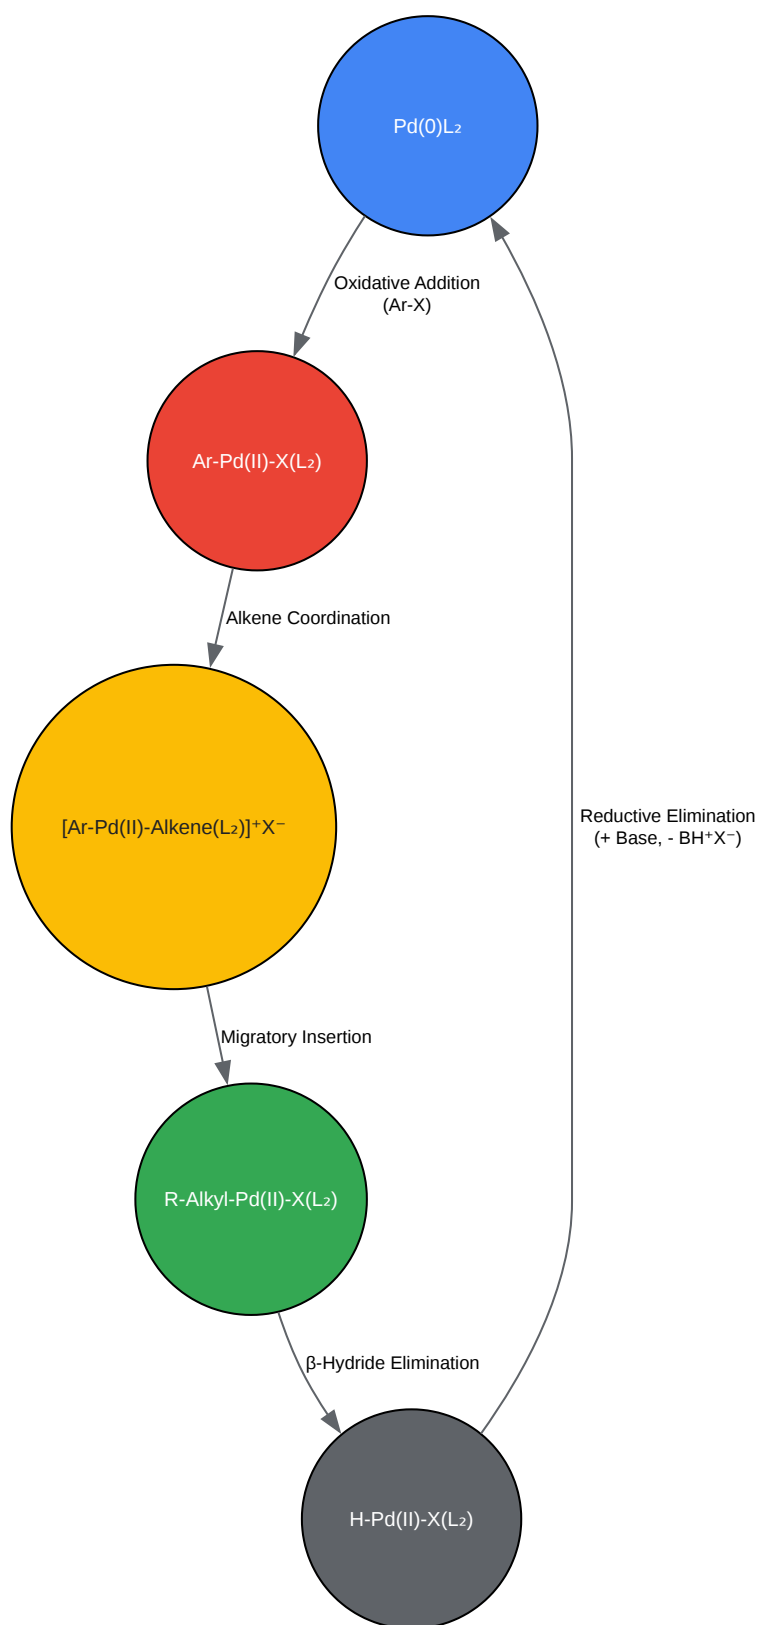 Pd(0)L₂
Oxidative Addition
(Ar-X)
Ar-Pd(II)-X(L₂)
Alkene Coordination
[Ar-Pd(II)-Alkene(L₂)]⁺X⁻
Reductive Elimination
(+ Base, - BH⁺X⁻)
Migratory Insertion
R-Alkyl-Pd(II)-X(L₂)
β-Hydride Elimination
H-Pd(II)-X(L₂)